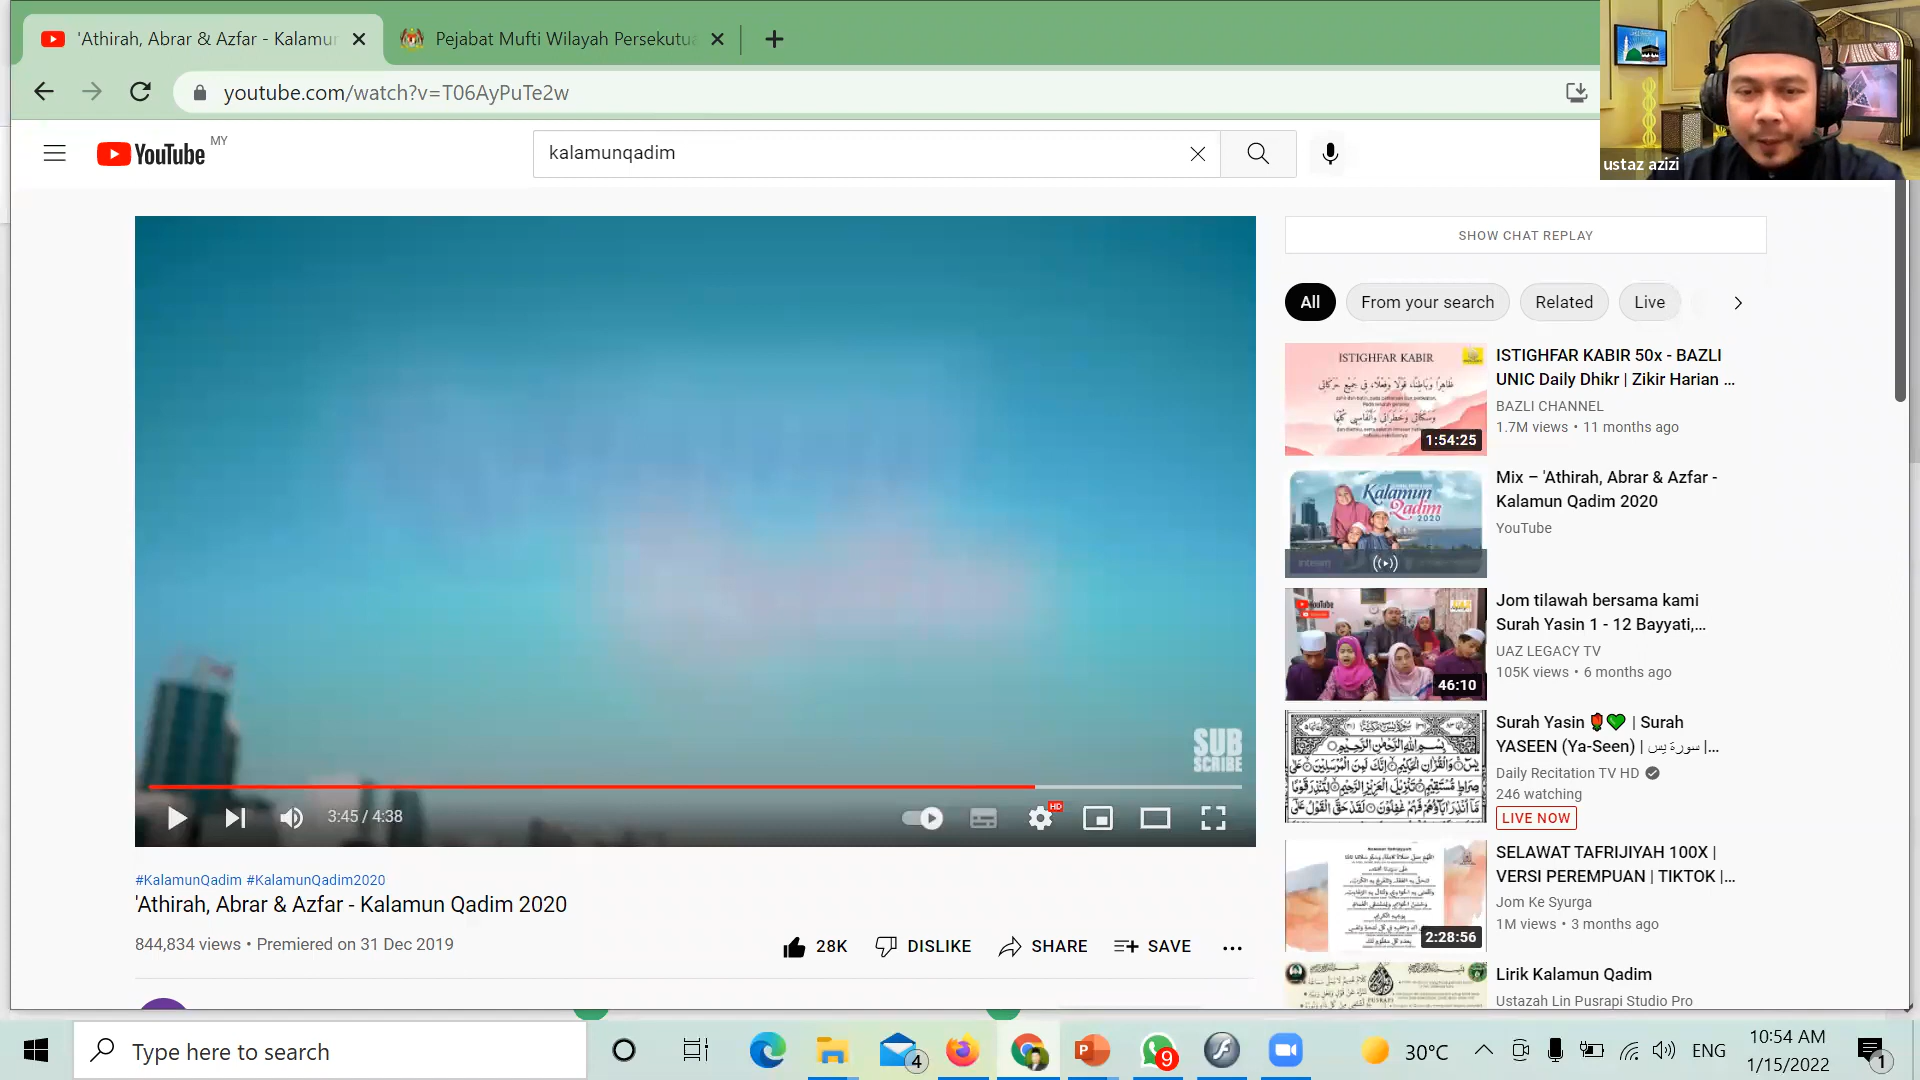 'Athirah, Abrar & Azfar - Kalamur
Pejabat Mufti Wilayah Persekutua
youtube.com/watch?v=T06AyPuTe2w
ustaz azizi
YouTube
MY
kalamunqadim
SHOW CHAT REPLAY
All
From your search
Related
Live
ISTIGHFAR KABIR
1:54:25
ISTIGHFAR KABIR 50x - BAZLI
UNIC Daily Dhikr | Zikir Harian ...
BAZLI CHANNEL
1.7M views • 11 months ago
Kalamun
Qadim
2020
Mix – 'Athirah, Abrar & Azfar -
Kalamun Qadim 2020
YouTube
YouTube
46:10
Jom tilawah bersama kami
Surah Yasin 1 - 12 Bayyati,...
UAZ LEGACY TV
105K views • 6 months ago
بِسْمِ اللَّهِ الرَّحْمَٰنِ الرَّحِيمِ
Surah Yasin 🌹💚 | Surah
YASEEN (Ya-Seen) | سورة يس |...
Daily Recitation TV HD
246 watching
LIVE NOW
2:28:56
SELAWAT TAFRIJIYAH 100X |
VERSI PEREMPUAN | TIKTOK |...
Jom Ke Syurga
1M views • 3 months ago
PUSRAPI
Lirik Kalamun Qadim
Ustazah Lin Pusrapi Studio Pro
SUB
SCRIBE
3:45 / 4:38
HD
#KalamunQadim #KalamunQadim2020
'Athirah, Abrar & Azfar - Kalamun Qadim 2020
844,834 views • Premiered on 31 Dec 2019
28K
DISLIKE
SHARE
SAVE
Type here to search
4
9
30°C
ENG
10:54 AM
1/15/2022
1